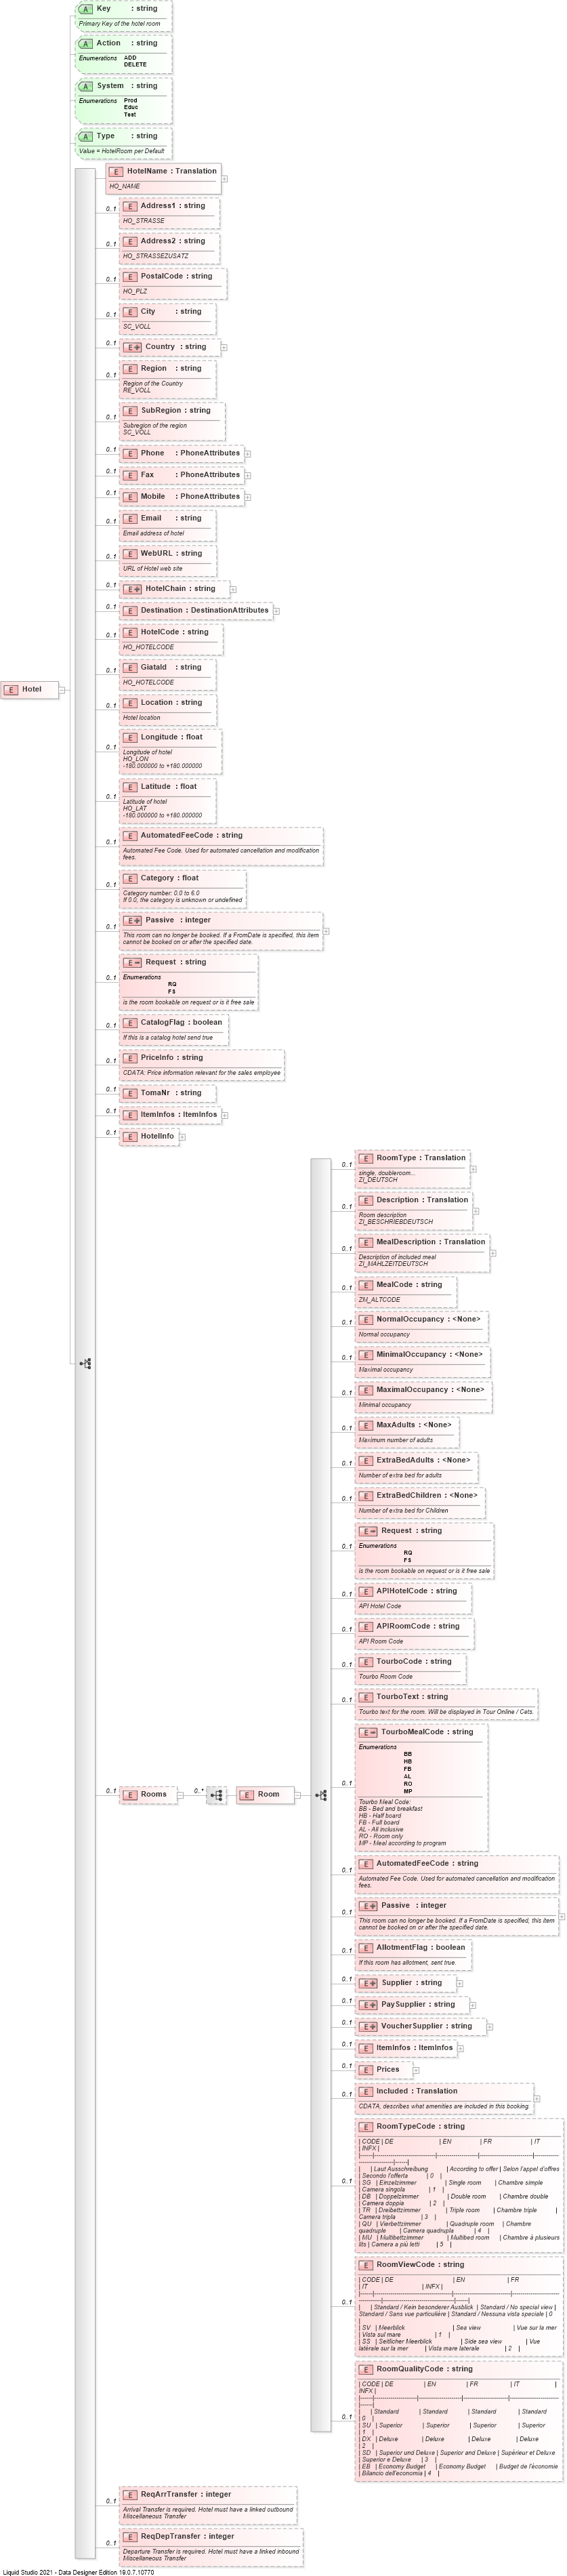 A Key : string
Primary Key of the hotel room
A Action : string
Enumerations ADD
DELETE
A System : string
Enumerations Prod
Educ
Test
A Type : string
Value = HotelRoom per Default
E HotelName : Translation
HO_NAME
0..1 E Address1 : string
HO_STRASSE
0..1 E Address2 : string
HO_STRASSEZUSATZ
0..1 E PostalCode : string
HO_PLZ
0..1 E City : string
SC_VOLL
0..1 E Country : string
0..1 E Region : string
Region of the Country
RE_VOLL
0..1 E SubRegion : string
Subregion of the region
SC_VOLL
0..1 E Phone : PhoneAttributes
0..1 E Fax : PhoneAttributes
0..1 E Mobile : PhoneAttributes
0..1 E Email : string
Email address of hotel
0..1 E WebURL : string
URL of Hotel web site
0..1 E HotelChain : string
0..1 E Destination : DestinationAttributes
0..1 E HotelCode : string
HO_HOTELCODE
0..1 E GiataId : string
HO_HOTELCODE
E Hotel
0..1 E Location : string
Hotel location
0..1 E Longitude : float
Longitude of hotel
HO_LON
-180.000000 to +180.000000
0..1 E Latitude : float
Latitude of hotel
HO_LAT
-180.000000 to +180.000000
0..1 E AutomatedFeeCode : string
Automated Fee Code. Used for automated cancellation and modification
fees.
0..1 E Category : float
Category number: 0.0 to 6.0
If 0.0, the category is unknown or undefined
0..1 E Passive : integer
This room can no longer be booked. If a FromDate is specified, this item
cannot be booked on or after the specified date.
0..1 E Request : string
Enumerations
RQ
FS
is the room bookable on request or is it free sale
0..1 E CatalogFlag : boolean
If this is a catalog hotel send true
0..1 E PriceInfo : string
CDATA: Price information relevant for the sales employee
0..1 E TomaNr : string
0..1 E ItemInfos : ItemInfos
0..1 E HotelInfo
0..1 E RoomType : Translation
single, doubleroom...
ZI_DEUTSCH
0..1 E Description : Translation
Room description
ZI_BESCHRIEBDEUTSCH
0..1 E MealDescription : Translation
Description of included meal
ZI_MAHLZEITDEUTSCH
0..1 E MealCode : string
ZM_ALTCODE
0..1 E NormalOccupancy : <None>
Normal occupancy
0..1 E MinimalOccupancy : <None>
Maximal occupancy
0..1 E MaximalOccupancy : <None>
Minimal occupancy
0..1 E MaxAdults : <None>
Maximum number of adults
0..1 E ExtraBedAdults : <None>
Number of extra bed for adults
0..1 E ExtraBedChildren : <None>
Number of extra bed for Children
0..1 E Request : string
Enumerations
RQ
FS
is the room bookable on request or is it free sale
0..1 E APIHotelCode : string
API Hotel Code
0..1 E APIRoomCode : string
API Room Code
0..1 E TourboCode : string
Tourbo Room Code
0..1 E TourboText : string
Tourbo text for the room. Will be displayed in Tour Online / Cets.
0..1 E TourboMealCode : string
Enumerations
BB
HB
FB
AL
RO
MP
Tourbo Meal Code:
BB - Bed and breakfast
HB - Half board
FB - Full board
AL - All inclusive
RO - Room only
MP - Meal according to program
0..1 E Rooms 0..* E Room
0..1 E AutomatedFeeCode : string
Automated Fee Code. Used for automated cancellation and modification
fees.
0..1 E Passive : integer
This room can no longer be booked. If a FromDate is specified, this item
cannot be booked on or after the specified date.
0..1 E AllotmentFlag : boolean
If this room has allotment, sent true.
0..1 E Supplier : string
0..1 E PaySupplier : string
0..1 E VoucherSupplier : string
0..1 E ItemInfos : ItemInfos
0..1 E Prices
0..1 E Included : Translation
CDATA, describes what amenities are included in this booking
0..1 E RoomTypeCode : string
| CODE | DE | EN | FR | IT
| INFX |
| | Laut Ausschreibung | According to offer | Selon l'appel d'offres |
Secondo l'offerta | 0 |
| SG | Einzelzimmer | Single room | Chambre simple |
Camera singola | 1 |
| DB | Doppelzimmer | Double room | Chambre double |
Camera doppia | 2 |
| TR | Dreibettzimmer | Triple room | Chambre triple |
Camera tripla | 3 |
| QU | Vierbettzimmer | Quadruple room | Chambre
quadruple | Camera quadrupla | 4 |
| MU | Multibettzimmer | Multibed room | Chambre à plusieurs
lits | Camera a più letti | 5 |
0..1 E RoomViewCode : string
| CODE | DE | EN | FR
| IT | INFX |
| | Standard / Kein besonderer Ausblick | Standard / No special view |
Standard / Sans vue particulière | Standard / Nessuna vista speciale | 0
|
| SV | Meerblick | Sea view | Vue sur la mer
| Vista sul mare | 1 |
| SS | Seitlicher Meerblick | Side sea view | Vue
latérale sur la mer | Vista mare laterale | 2 |
0..1 E RoomQualityCode : string
| CODE | DE | EN | FR | IT |
INFX |
| | Standard | Standard | Standard | Standard |
0 |
| SU | Superior | Superior | Superior | Superior |
1 |
| DX | Deluxe | Deluxe | Deluxe | Deluxe |
2 |
| SD | Superior und Deluxe | Superior and Deluxe | Supérieur et Deluxe |
Superior e Deluxe | 3 |
| EB | Economy Budget | Economy Budget | Budget de l'économie |
Bilancio dell'economia | 4 |
0..1 E ReqArrTransfer : integer
Arrival Transfer is required. Hotel must have a linked outbound
Miscellaneous Transfer
0..1 E ReqDepTransfer : integer
Departure Transfer is required. Hotel must have a linked inbound
Miscellaneous Transfer
Liquid Studio 2021 - Data Designer Edition 19.0.7.10770